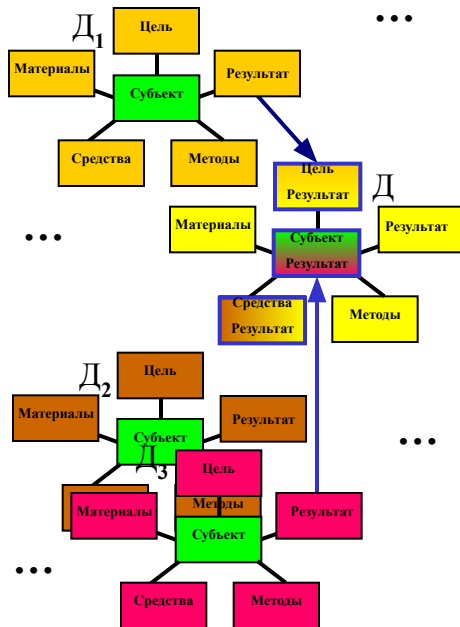 ...
Д1
Цель
Материалы
Результат
Субъект
Средства
Методы
Цель
Результат
Д
Материалы
Субъект
Результат
Результат
...
Средства
Результат
Методы
Д2
Цель
Материалы
Результат
Субъект
...
Д3
Цель
Методы
Материалы
Результат
Субъект
...
Средства
Методы